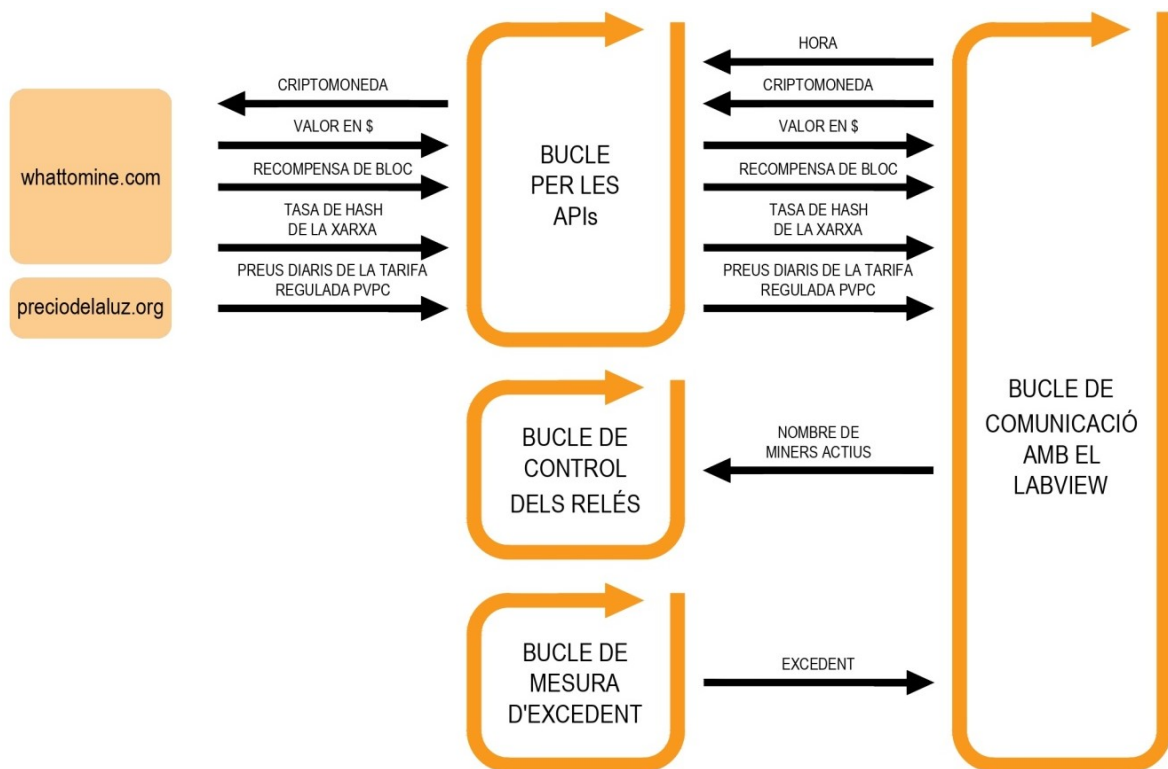 whattomine.com
preciodelaluz.org
CRIPTOMONEDA
VALOR EN $
RECOMPENSA DE BLOC
TASA DE HASH
DE LA XARXA
PREUS DIARIS DE LA TARIFA
REGULADA PVPC
BUCLE
PER LES
APIs
HORA
CRIPTOMONEDA
VALOR EN $
RECOMPENSA DE BLOC
TASA DE HASH
DE LA XARXA
PREUS DIARIS DE LA TARIFA
REGULADA PVPC
BUCLE DE
CONTROL
DELS RELÉS
NOMBRE DE
MINERS ACTIUS
BUCLE DE
MESURA
D'EXCEDENT
EXCEDENT
BUCLE DE
COMUNICACIÓ
AMB EL
LABVIEW